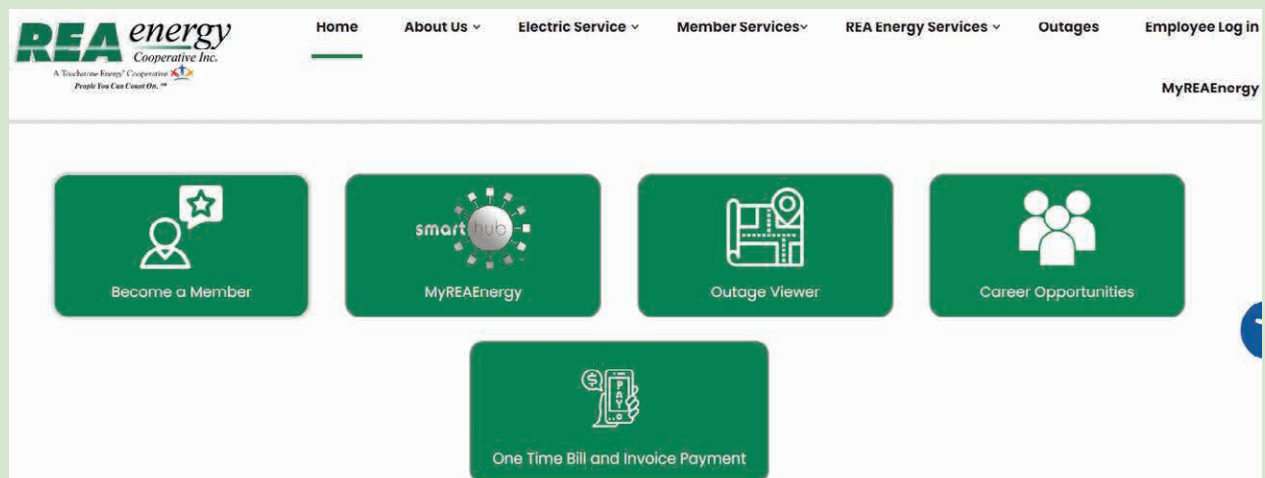 REA energy
Cooperative Inc.
A Touchstone Energy® Cooperative
People You Can Count On. ℠
Home About Us Electric Service Member Services REA Energy Services Outages Employee Log in
MyREAEnergy
smart hub
Become a Member MyREAEnergy Outage Viewer Career Opportunities
$ PAY
One Time Bill and Invoice Payment